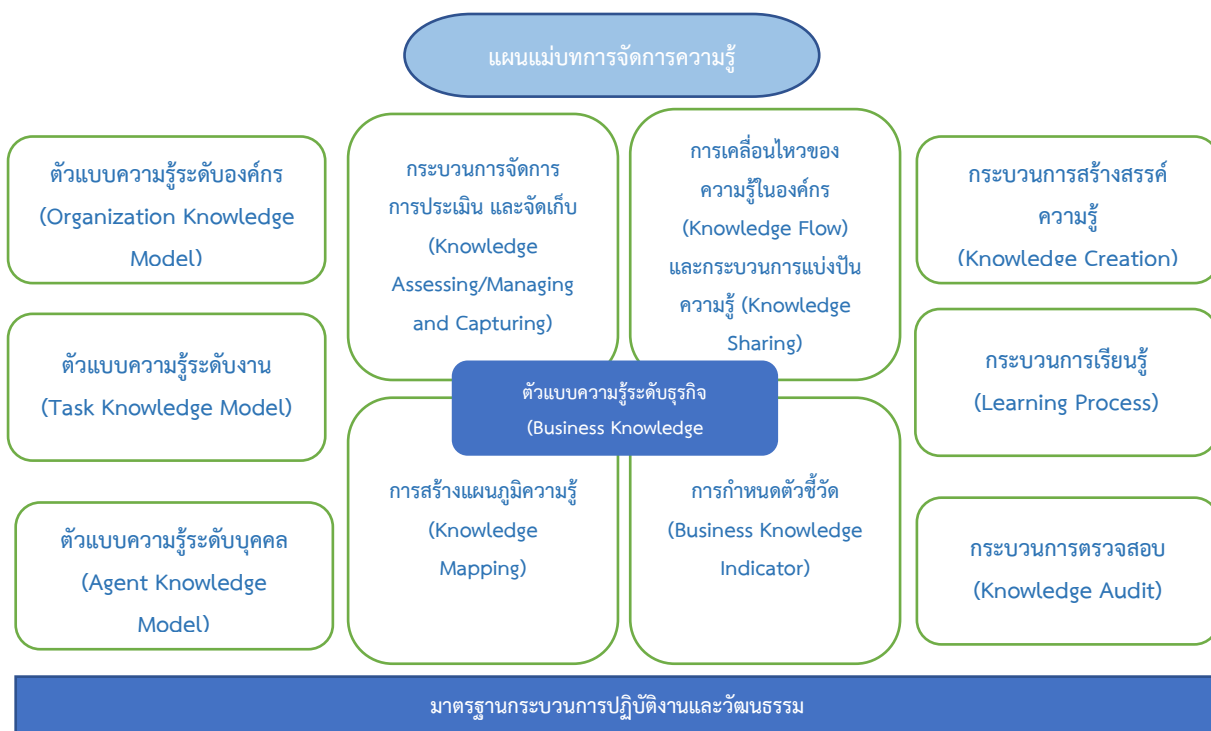 แผนแม่บทการจัดการความรู้
ตัวแบบความรู้ระดับองค์กร
(Organization Knowledge
Model)
กระบวนการจัดการ
การประเมิน และจัดเก็บ
(Knowledge
Assessing/Managing
and Capturing)
การเคลื่อนไหวของ
ความรู้ในองค์กร
(Knowledge Flow)
และกระบวนการแบ่งปัน
ความรู้ (Knowledge
Sharing)
กระบวนการสร้างสรรค์
ความรู้
(Knowledge Creation)
ตัวแบบความรู้ระดับงาน
(Task Knowledge Model)
ตัวแบบความรู้ระดับธุรกิจ
(Business Knowledge
กระบวนการเรียนรู้
(Learning Process)
ตัวแบบความรู้ระดับบุคคล
(Agent Knowledge
Model)
การสร้างแผนภูมิความรู้
(Knowledge
Mapping)
การกำหนดตัวชี้วัด
(Business Knowledge
Indicator)
กระบวนการตรวจสอบ
(Knowledge Audit)
มาตรฐานกระบวนการปฏิบัติงานและวัฒนธรรม